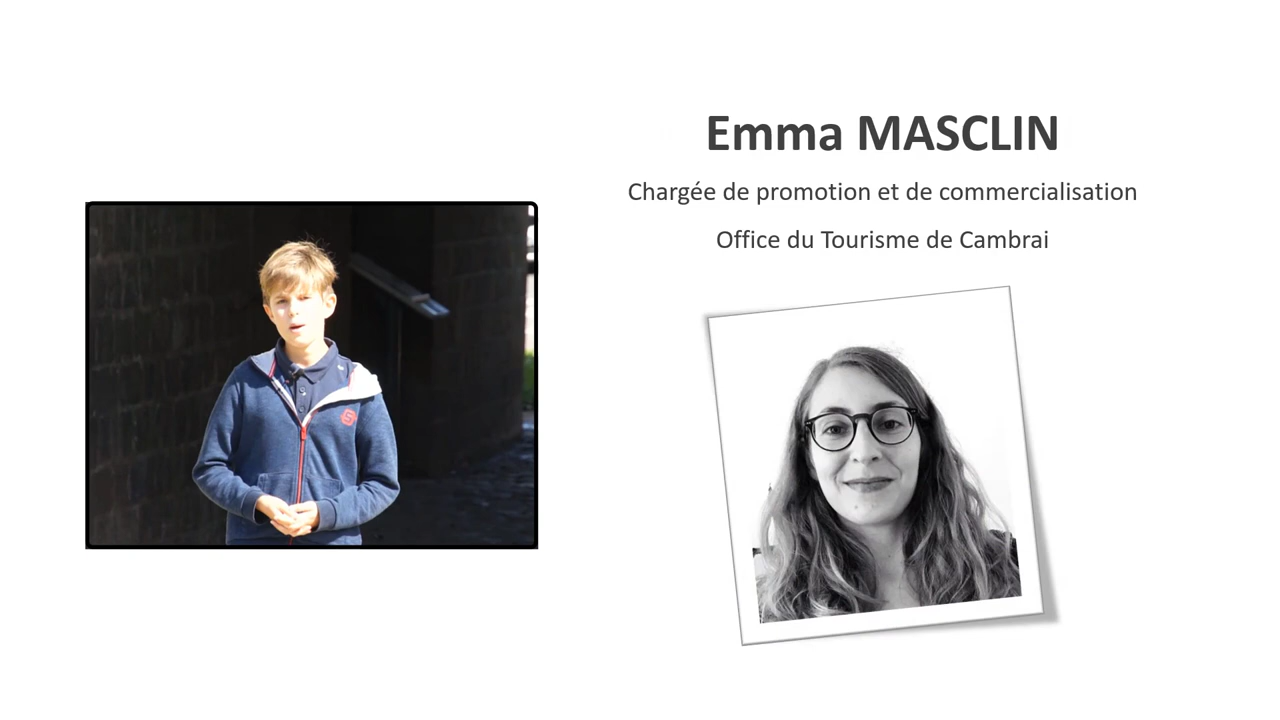 Emma MASCLIN
Chargée de promotion et de commercialisation
Office du Tourisme de Cambrai